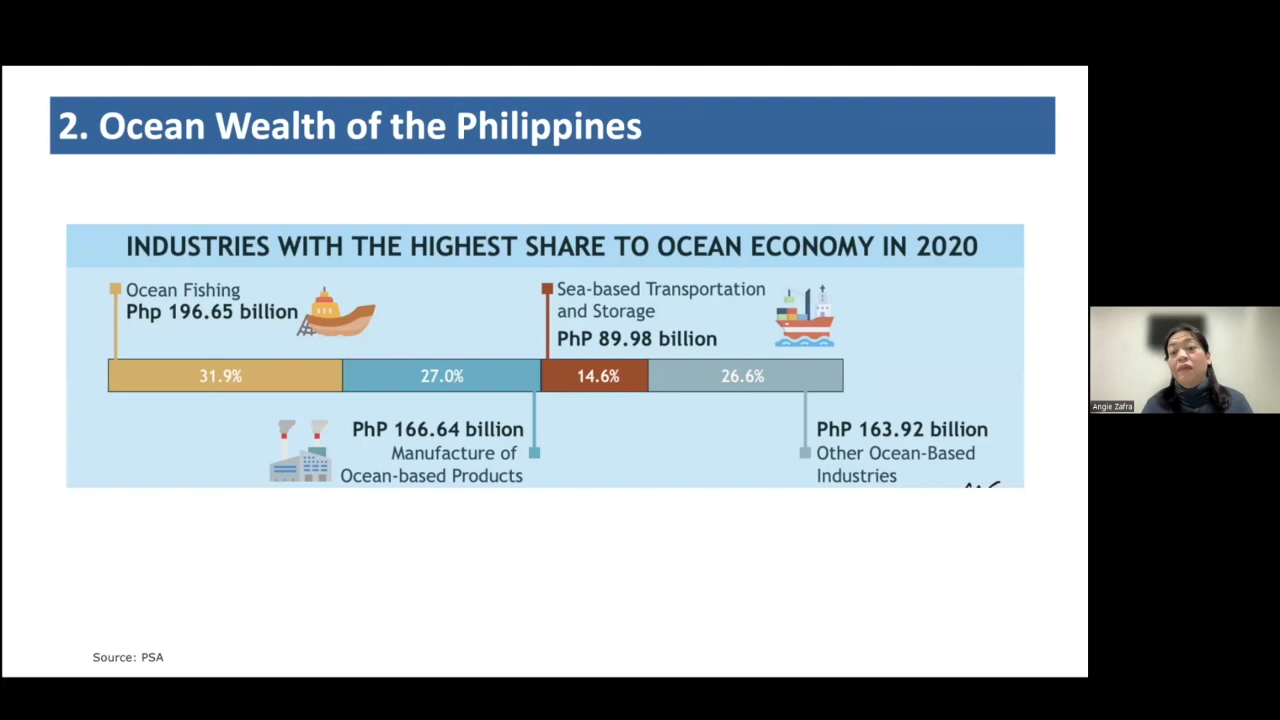 2. Ocean Wealth of the Philippines
INDUSTRIES WITH THE HIGHEST SHARE TO OCEAN ECONOMY IN 2020
Ocean Fishing
Php 196.65 billion
Sea-based Transportation
and Storage
PhP 89.98 billion
31.9%
27.0%
14.6%
26.6%
PhP 166.64 billion
Manufacture of
Ocean-based Products
PhP 163.92 billion
Other Ocean-Based
Industries
Angie Zafra
Source: PSA